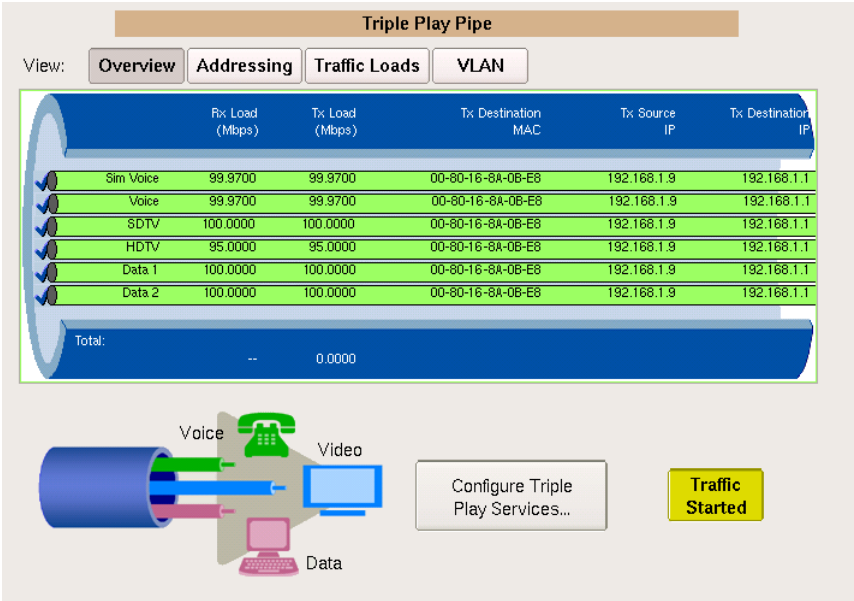 Triple Play Pipe
View: Overview Addressing Traffic Loads VLAN
Rx Load Tx Load Tx Destination Tx Source Tx Destination
(Mbps) (Mbps) MAC IP IP
Sim Voice 99.9700 99.9700 00-80-16-8A-0B-E8 192.168.1.9 192.168.1.1
Voice 99.9700 99.9700 00-80-16-8A-0B-E8 192.168.1.9 192.168.1.1
SDTV 100.0000 100.0000 00-80-16-8A-0B-E8 192.168.1.9 192.168.1.1
HDTV 95.0000 95.0000 00-80-16-8A-0B-E8 192.168.1.9 192.168.1.1
Data 1 100.0000 100.0000 00-80-16-8A-0B-E8 192.168.1.9 192.168.1.1
Data 2 100.0000 100.0000 00-80-16-8A-0B-E8 192.168.1.9 192.168.1.1
Total:
-- 0.0000
Voice
Video
Data
Configure Triple
Play Services...
Traffic
Started